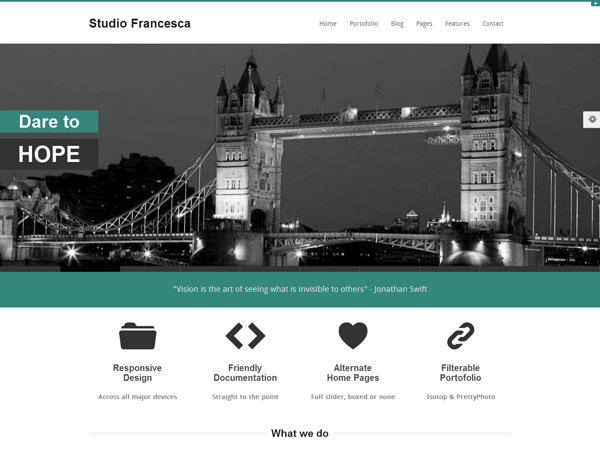 Studio Francesca
Home Portofolio Blog Pages Features Contact
Dare to
HOPE
"Vision is the art of seeing what is invisible to others" - Jonathan Swift
Responsive
Design
Across all major devices
Friendly
Documentation
Straight to the point
Alternate
Home Pages
Full slider, boxed or none
Filterable
Portofolio
Isotop & PrettyPhoto
What we do